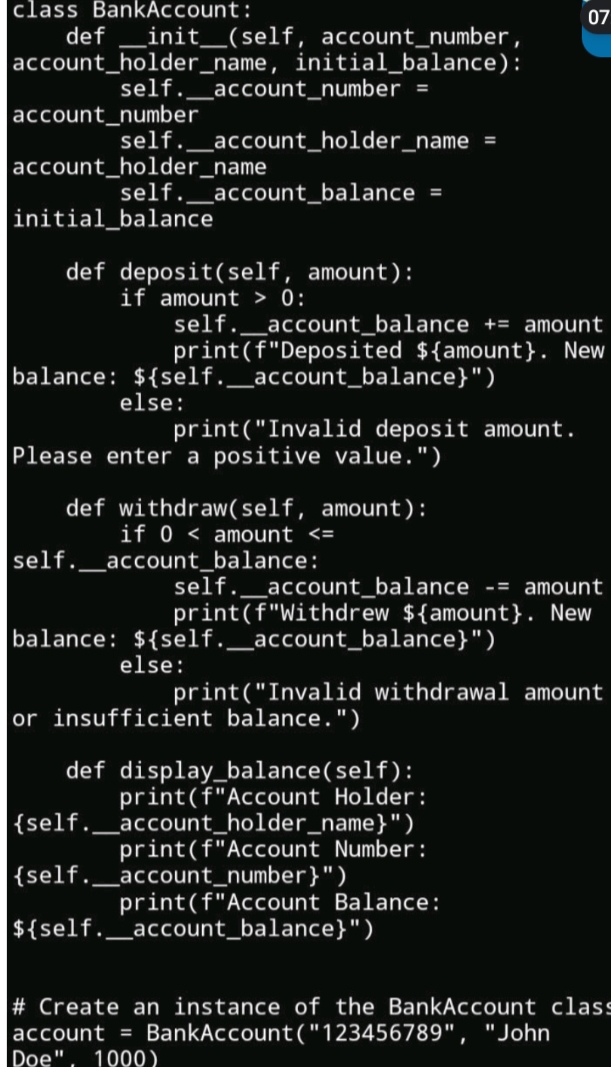 class BankAccount:
    def __init__(self, account_number,
account_holder_name, initial_balance):
        self.__account_number =
account_number
        self.__account_holder_name =
account_holder_name
        self.__account_balance =
initial_balance
    def deposit(self, amount):
        if amount > 0:
            self.__account_balance += amount
            print(f"Deposited ${amount}. New
balance: ${self.__account_balance}")
        else:
            print("Invalid deposit amount.
Please enter a positive value.")
    def withdraw(self, amount):
        if 0 < amount <=
self.__account_balance:
            self.__account_balance -= amount
            print(f"Withdrew ${amount}. New
balance: ${self.__account_balance}")
        else:
            print("Invalid withdrawal amount
or insufficient balance.")
    def display_balance(self):
        print(f"Account Holder:
{self.__account_holder_name}")
        print(f"Account Number:
{self.__account_number}")
        print(f"Account Balance:
${self.__account_balance}")
# Create an instance of the BankAccount class
account = BankAccount("123456789", "John
Doe", 1000)
07